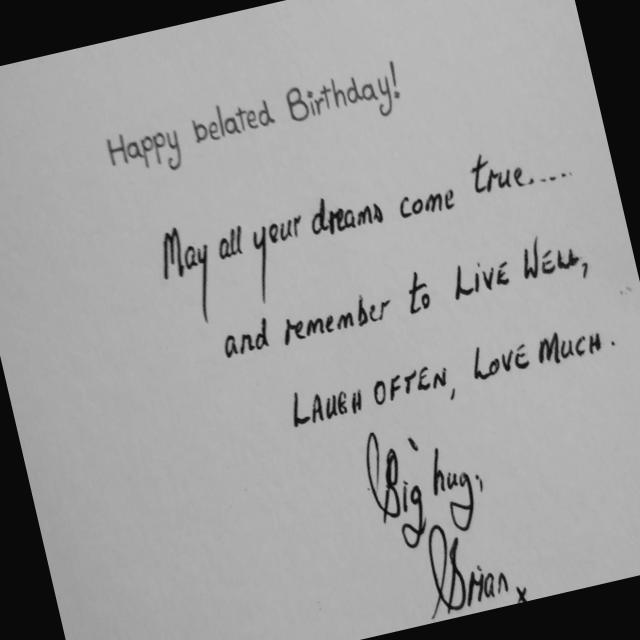 Happy belated Birthday!
May all your dreams come true.....
and remember to LIVE WELL,
LAUGH OFTEN, LOVE MUCH.
Big hug,
Brian x